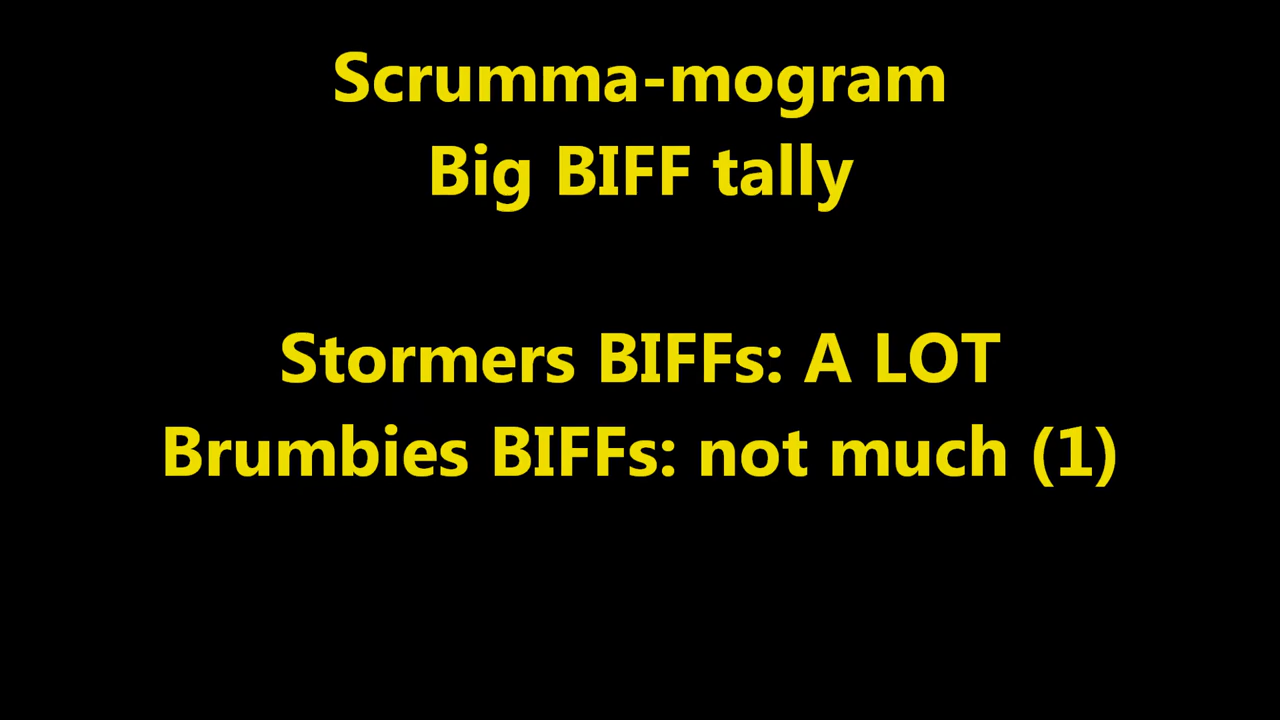 Scrumma-mogram
Big BIFF tally
Stormers BIFFs: A LOT
Brumbies BIFFs: not much (1)